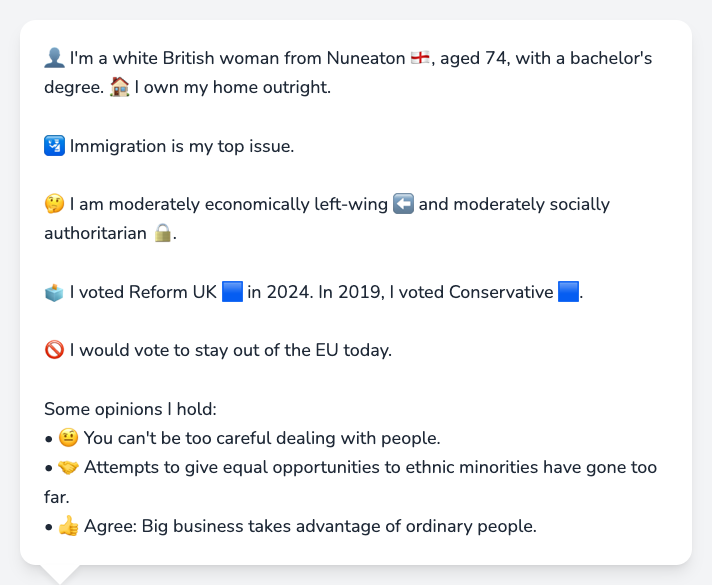 👤 I'm a white British woman from Nuneaton 🏴󠁧󠁢󠁥󠁮󠁧󠁿, aged 74, with a bachelor's
degree. 🏠 I own my home outright.
🛂 Immigration is my top issue.
🤔 I am moderately economically left-wing ⬅️ and moderately socially
authoritarian 🔒.
🗳️ I voted Reform UK 🟦 in 2024. In 2019, I voted Conservative 🟦.
🚫 I would vote to stay out of the EU today.
Some opinions I hold:
• 🤨 You can't be too careful dealing with people.
• 🤝 Attempts to give equal opportunities to ethnic minorities have gone too
far.
• 👍 Agree: Big business takes advantage of ordinary people.